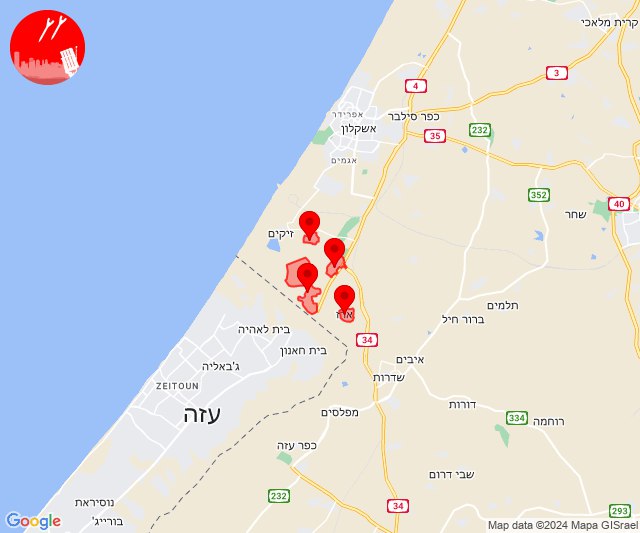 קרית מלאכי
3
4
אפרידר
כפר סילבר
אשקלון
35
232
אגמים
352
40
שחר
זיקים
תלמים
ארז
ברור חיל
בית לאהיה
34
בית חאנון
איבים
ג'באליה
שדרות
ZEITOUN
דורות
עזה
מפלסים
334
רוחמה
כפר עזה
שבי דרום
232
נוסיראת
34
293
בורייג'
Google
Map data ©2024 Mapa GISrael